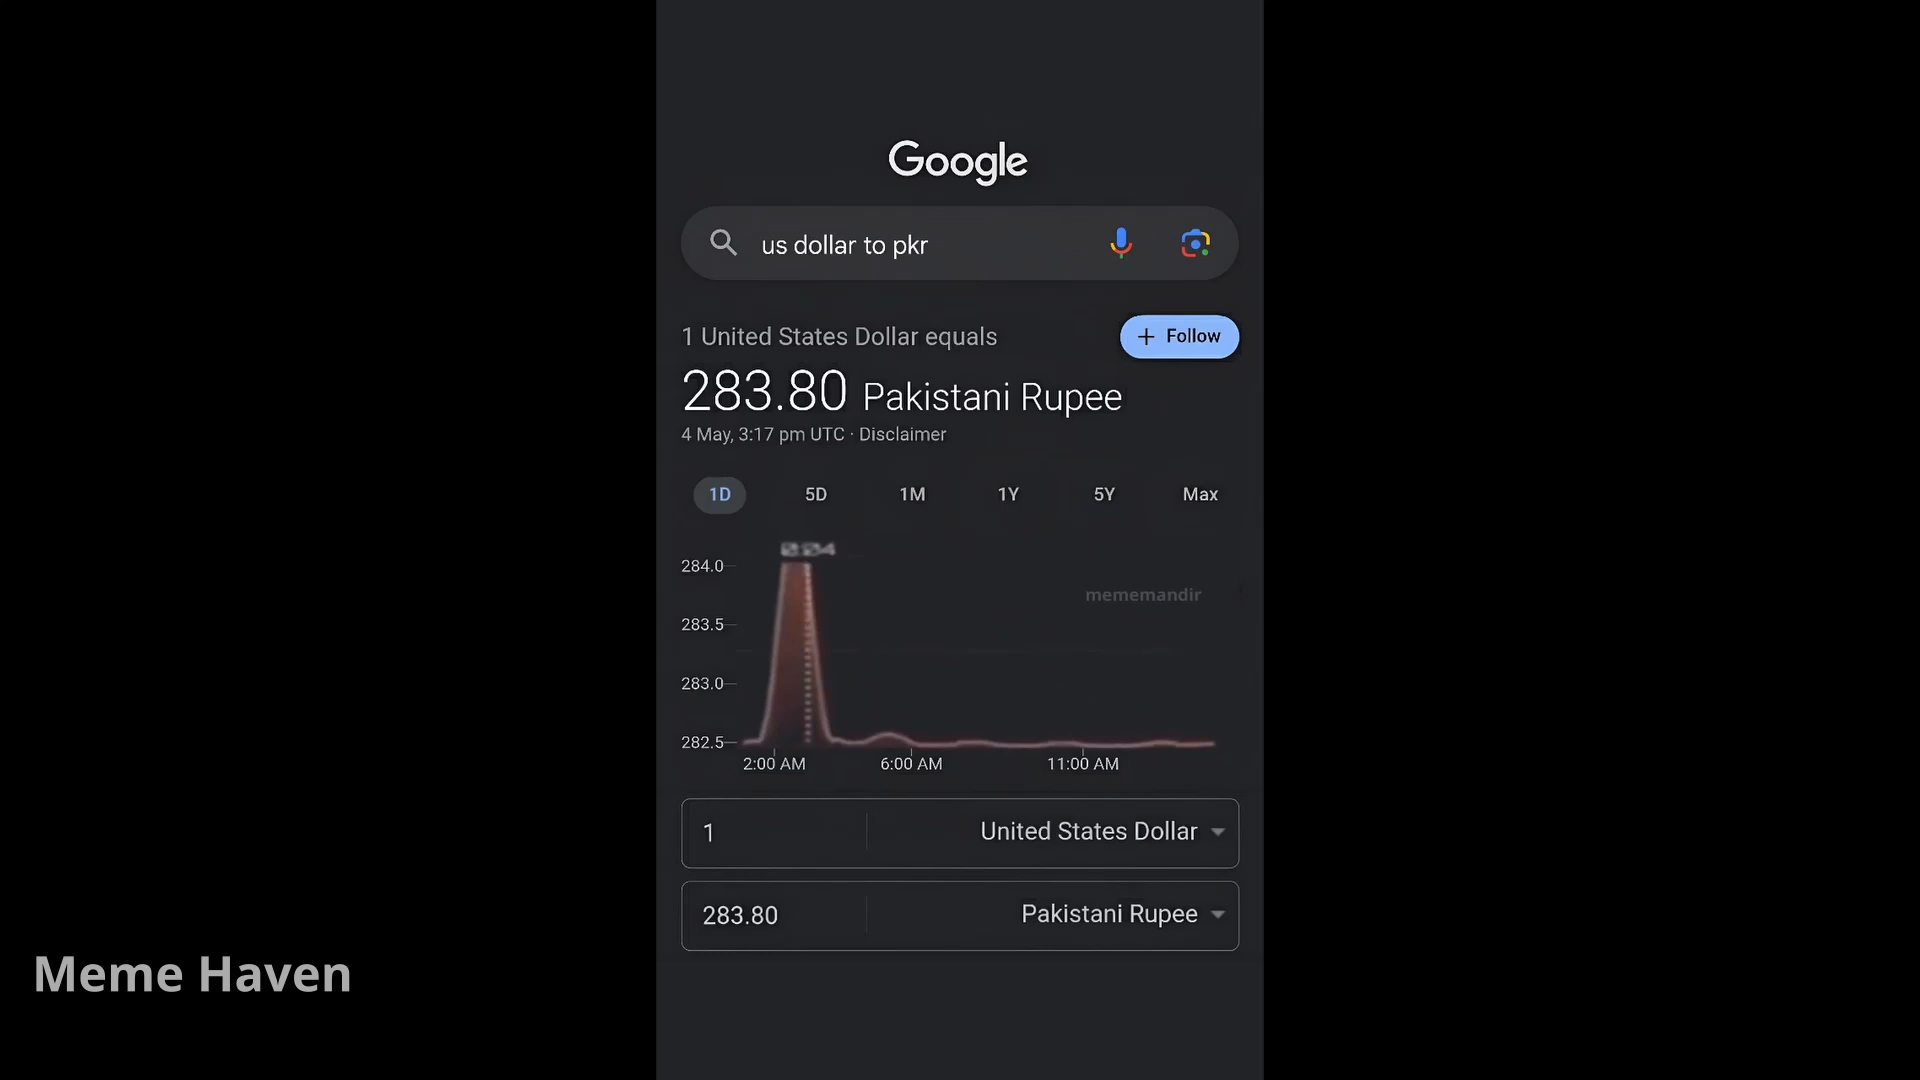 Google
us dollar to pkr
1 United States Dollar equals
+ Follow
283.80 Pakistani Rupee
4 May, 3:17 pm UTC · Disclaimer
1D 5D 1M 1Y 5Y Max
284.0
mememandir
283.5
283.0
282.5
2:00 AM 6:00 AM 11:00 AM
1 United States Dollar
283.80 Pakistani Rupee
Meme Haven